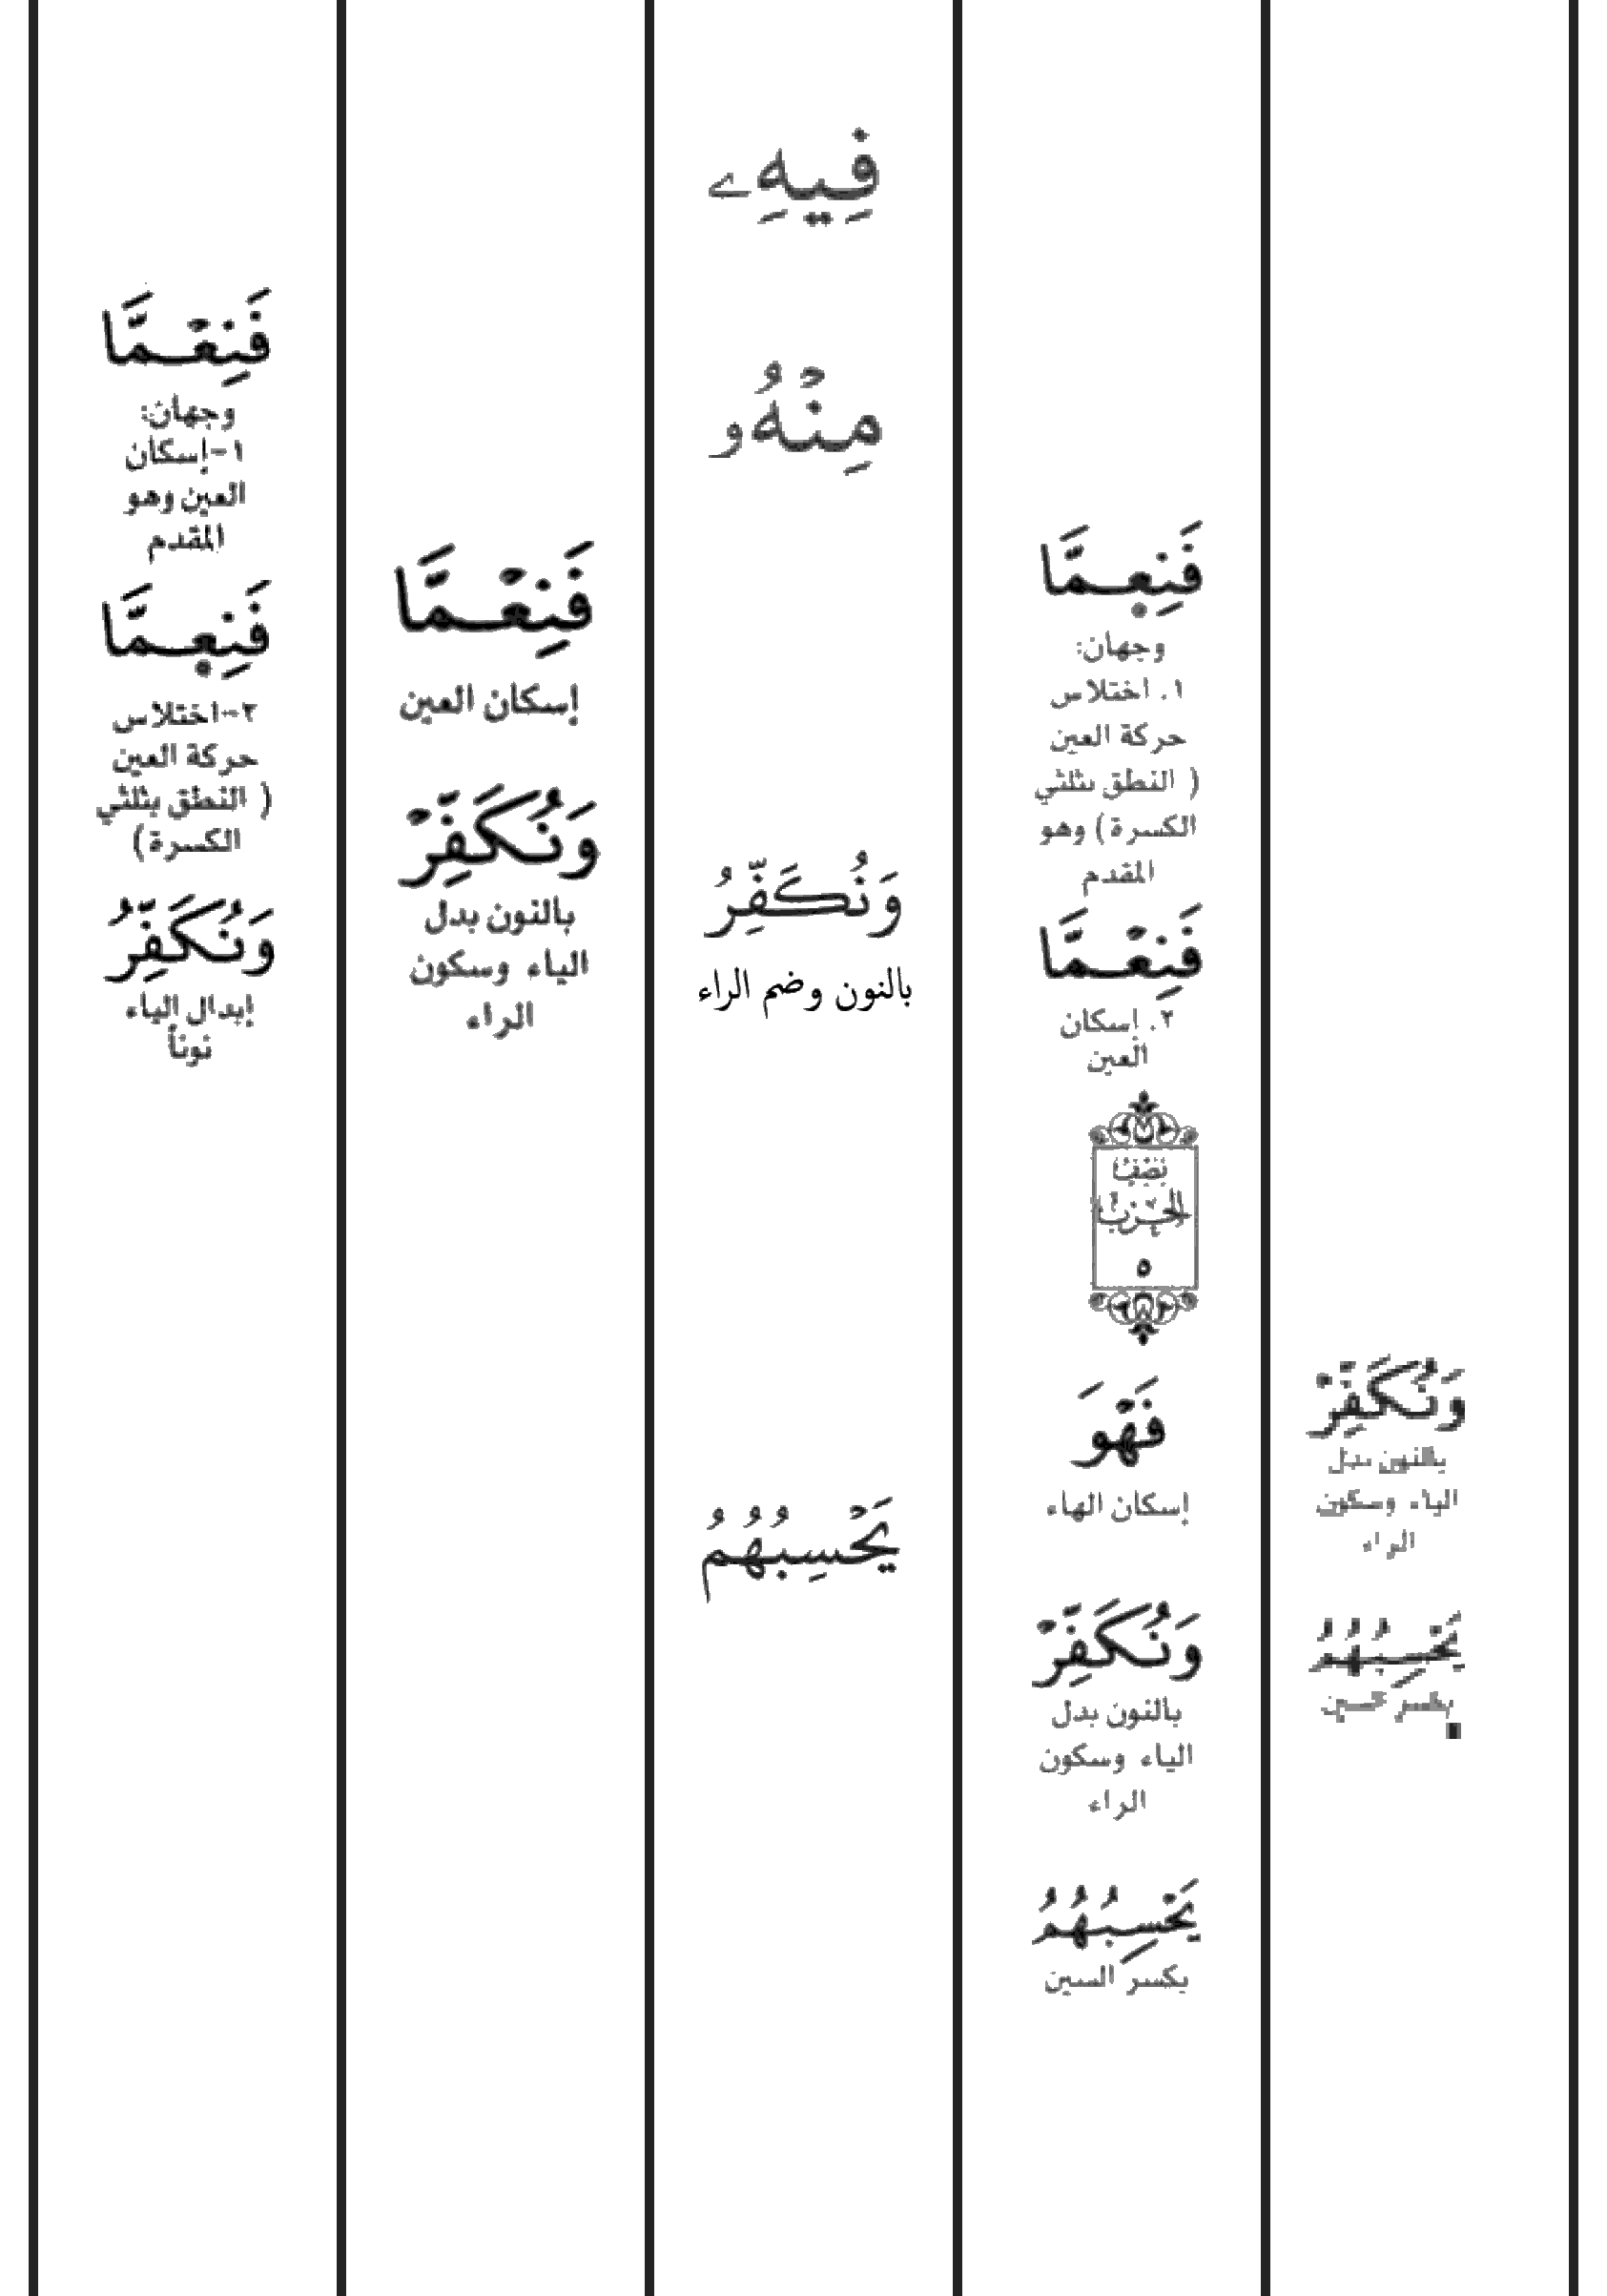 وَنُكَفِّرْ
بالنون بدل
الياء وسكون
الراء
يَحْسِبُهُمُ
بكسر السين
فَنِعِمَّا
وجهان:
١. اختلاس
حركة العين
( النطق بثلثي
الكسرة) وهو
المقدم
فَنِعْمَّا
٢. إسكان
العين
نِصْفُ
الحِزْبِ
٥
فَهْوَ
إسكان الهاء
وَنُكَفِّرْ
بالنون بدل
الياء وسكون
الراء
يَحْسِبُهُمُ
بكسر السين
فِيهِے
مِنْهُو
وَنُكَفِّرُ
بالنون وضم الراء
يَحْسِبُهُمُ
فَنِعْمَّا
إسكان العين
وَنُكَفِّرْ
بالنون بدل
الياء وسكون
الراء
فَنِعْمَّا
وجهان:
١-إسكان
العين وهو
المقدم
فَنِعِمَّا
٢-اختلاس
حركة العين
( النطق بثلثي
الكسرة)
وَنُكَفِّرُ
إبدال الياء
نوناً